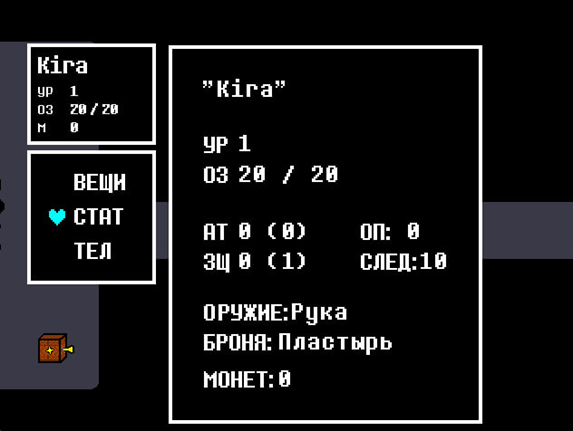 Kira
УР 1
ОЗ 20/20
М 0
ВЕЩИ
СТАТ
ТЕЛ
"Kira"
УР 1
ОЗ 20 / 20
АТ 0 (0) ОП: 0
ЗЩ 0 (1) СЛЕД:10
ОРУЖИЕ:Рука
БРОНЯ: Пластырь
МОНЕТ:0